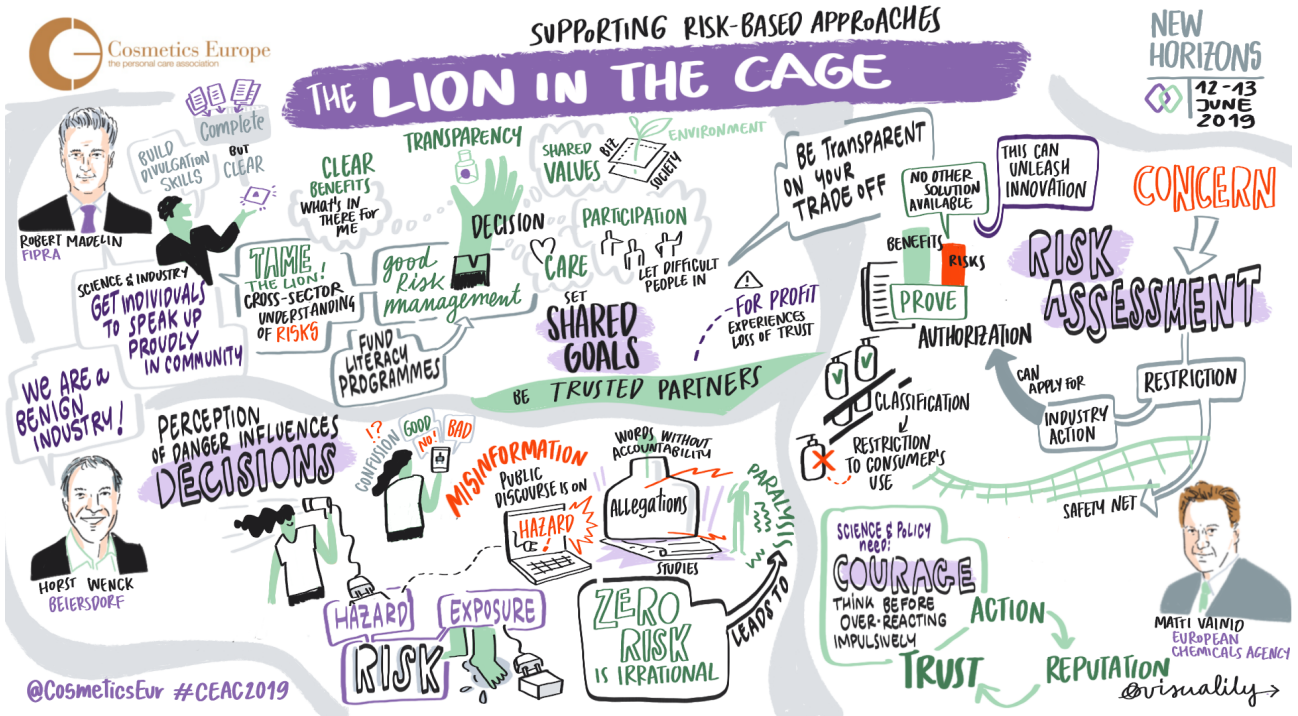 SUPPORTING RISK-BASED APPROACHES
THE LION IN THE CAGE
Cosmetics Europe
the personal care association
NEW
HORIZONS
12-13
JUNE
2019
ROBERT MADELIN
FIPRA
BUILD
DIVULGATION
SKILLS
Complete
BUT
CLEAR
SCIENCE & INDUSTRY
GET INDIVIDUALS
TO SPEAK UP
PROUDLY
IN COMMUNITY
TAME
THE LION!
CROSS-SECTOR
UNDERSTANDING
OF RISKS
CLEAR
BENEFITS
WHAT'S IN
THERE FOR
ME
TRANSPARENCY
good
Risk
management
FUND
LITERACY
PROGRAMMES
DECISION
SHARED
VALUES
BIZ
ENVIRONMENT
SOCIETY
PARTICIPATION
CARE
LET DIFFICULT
PEOPLE IN
SET
SHARED
GOALS
BE TRUSTED PARTNERS
BE TRANSPARENT
ON YOUR
TRADE OFF
FOR PROFIT
EXPERIENCES
LOSS OF TRUST
NO OTHER
SOLUTION
AVAILABLE
THIS CAN
UNLEASH
INNOVATION
BENEFITS
RISKS
PROVE
AUTHORIZATION
CONCERN
RISK
ASSESSMENT
RESTRICTION
CAN
APPLY FOR
INDUSTRY
ACTION
CLASSIFICATION
RESTRICTION
TO CONSUMER'S
USE
SAFETY NET
WE ARE A
BENIGN
INDUSTRY!
HORST WENCK
BEIERSDORF
PERCEPTION
OF DANGER INFLUENCES
DECISIONS
!?
CONFUSION
GOOD
NO!
BAD
MISINFORMATION
PUBLIC
DISCOURSE IS ON
HAZARD
!
WORDS WITHOUT
ACCOUNTABILITY
Allegations
STUDIES
PARALYSIS
HAZARD
EXPOSURE
RISK
ZERO
RISK
IS IRRATIONAL
LEADS TO
SCIENCE & POLICY
need:
COURAGE
THINK BEFORE
OVER-REACTING
IMPULSIVELY
ACTION
TRUST
REPUTATION
MATTI VAINIO
EUROPEAN
CHEMICALS AGENCY
@CosmeticsEur #CEAC2019
visualily